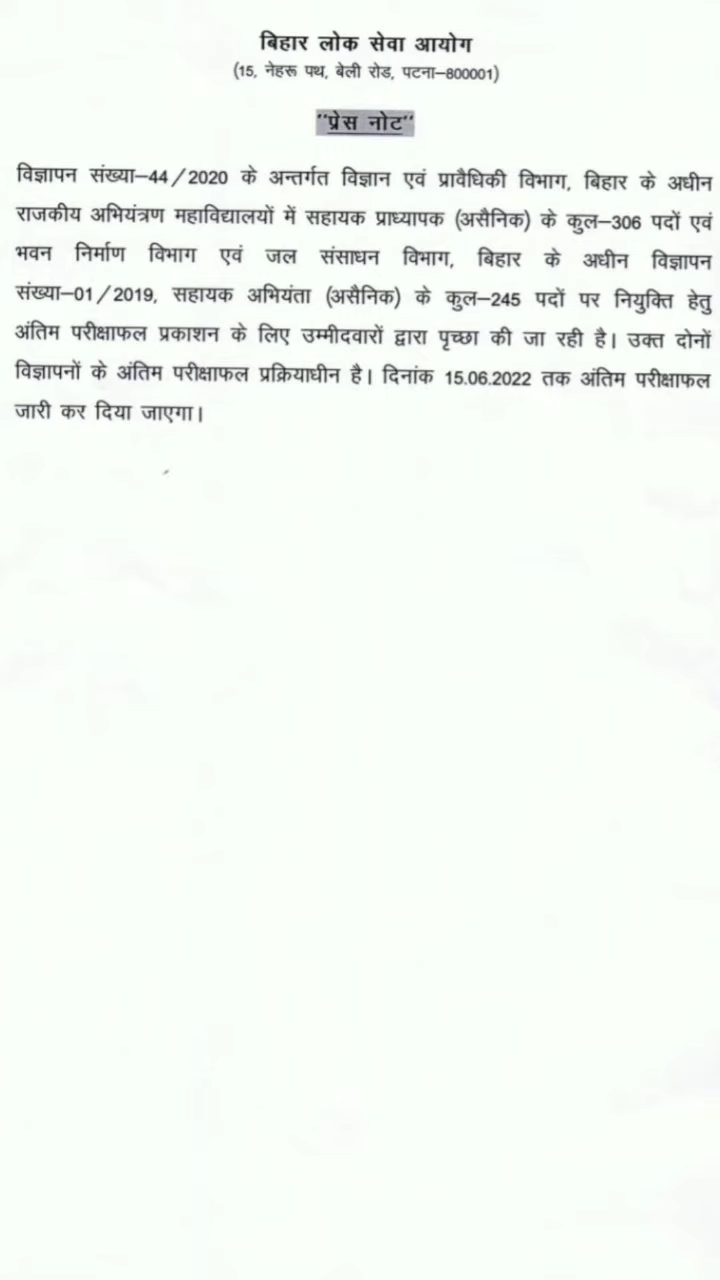 बिहार लोक सेवा आयोग
(15, नेहरू पथ, बेली रोड, पटना–800001)
"प्रेस नोट"
विज्ञापन संख्या–44/2020 के अन्तर्गत विज्ञान एवं प्रावैधिकी विभाग, बिहार के अधीन
राजकीय अभियंत्रण महाविद्यालयों में सहायक प्राध्यापक (असैनिक) के कुल–306 पदों एवं
भवन निर्माण विभाग एवं जल संसाधन विभाग, बिहार के अधीन विज्ञापन
संख्या–01/2019, सहायक अभियंता (असैनिक) के कुल–245 पदों पर नियुक्ति हेतु
अंतिम परीक्षाफल प्रकाशन के लिए उम्मीदवारों द्वारा पृच्छा की जा रही है। उक्त दोनों
विज्ञापनों के अंतिम परीक्षाफल प्रक्रियाधीन है। दिनांक 15.06.2022 तक अंतिम परीक्षाफल
जारी कर दिया जाएगा।